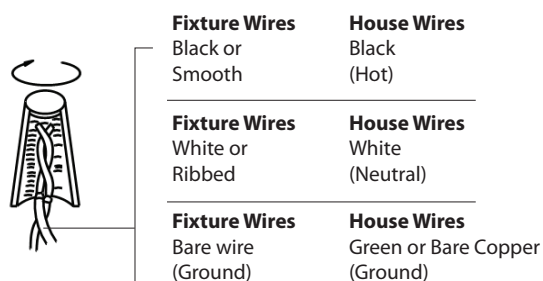 Fixture Wires House Wires
Black or Black
Smooth (Hot)
Fixture Wires House Wires
White or White
Ribbed (Neutral)
Fixture Wires House Wires
Bare wire Green or Bare Copper
(Ground) (Ground)